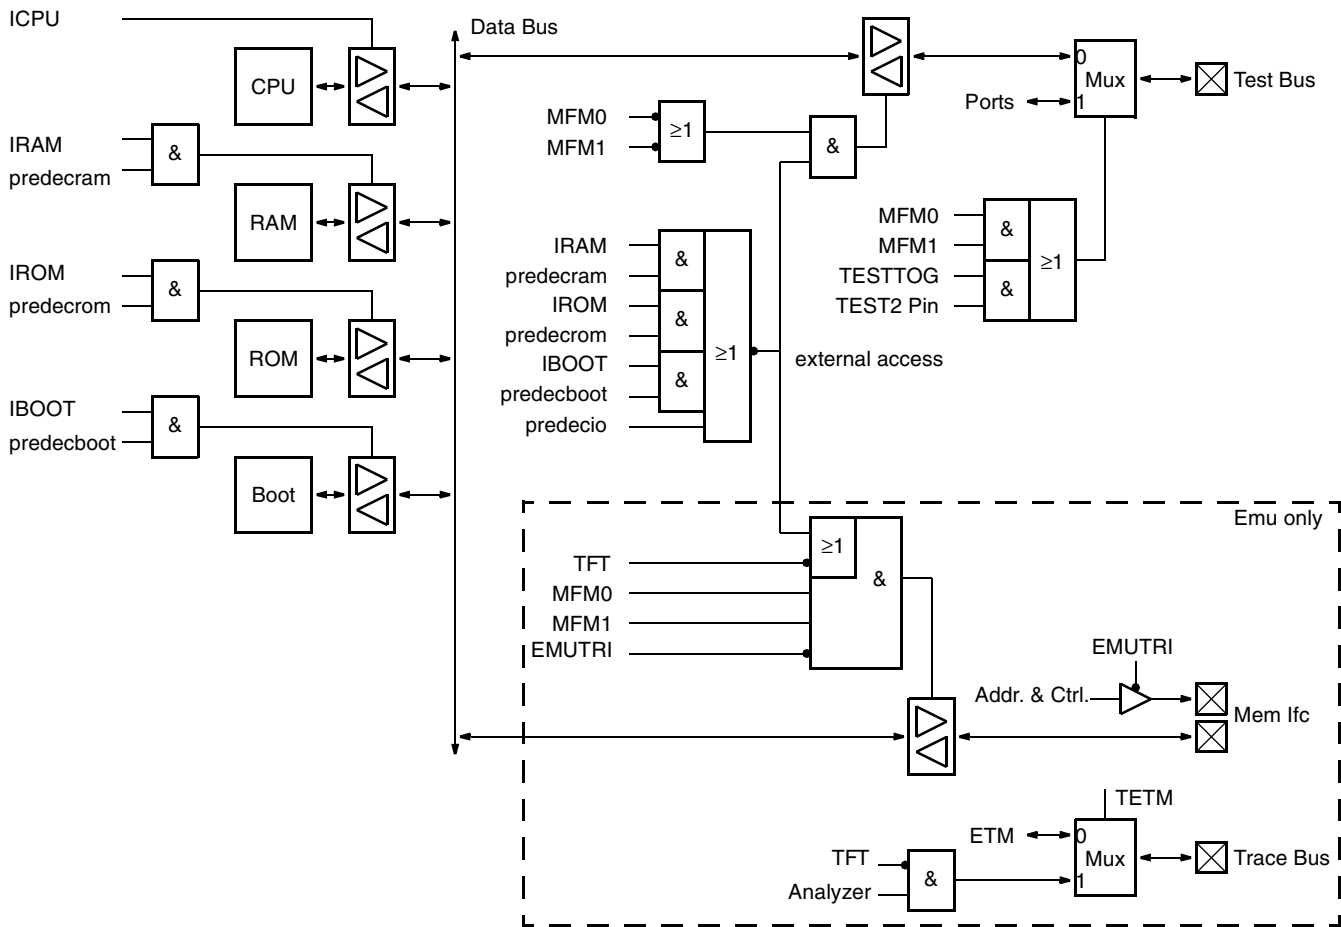 ICPU
CPU
IRAM
predecram
&
RAM
IROM
predecrom
&
ROM
IBOOT
predecboot
&
Boot
Data Bus
MFM0
MFM1
≥1
&
0
Mux
1
Ports
Test Bus
MFM0
MFM1
TESTTOG
TEST2 Pin
&
&
≥1
IRAM
predecram
IROM
predecrom
IBOOT
predecboot
predecio
&
&
&
≥1
external access
Emu only
TFT
MFM0
MFM1
EMUTRI
≥1
&
EMUTRI
Addr. & Ctrl.
Mem Ifc
TETM
ETM
0
Mux
1
Trace Bus
TFT
Analyzer
&